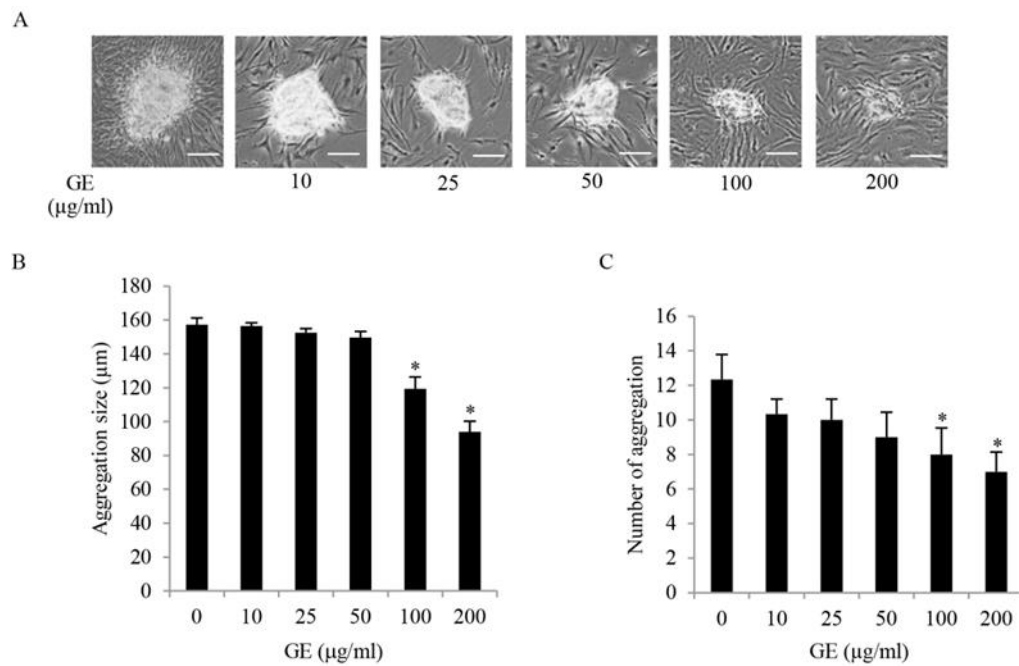 A
GE
(µg/ml)
10 25 50 100 200
B
Aggregation size (µm)
180
160
140
120
100
80
60
40
20
0
* *
0 10 25 50 100 200
GE (µg/ml)
C
Number of aggregation
16
14
12
10
8
6
4
2
0
* *
0 10 25 50 100 200
GE (µg/ml)